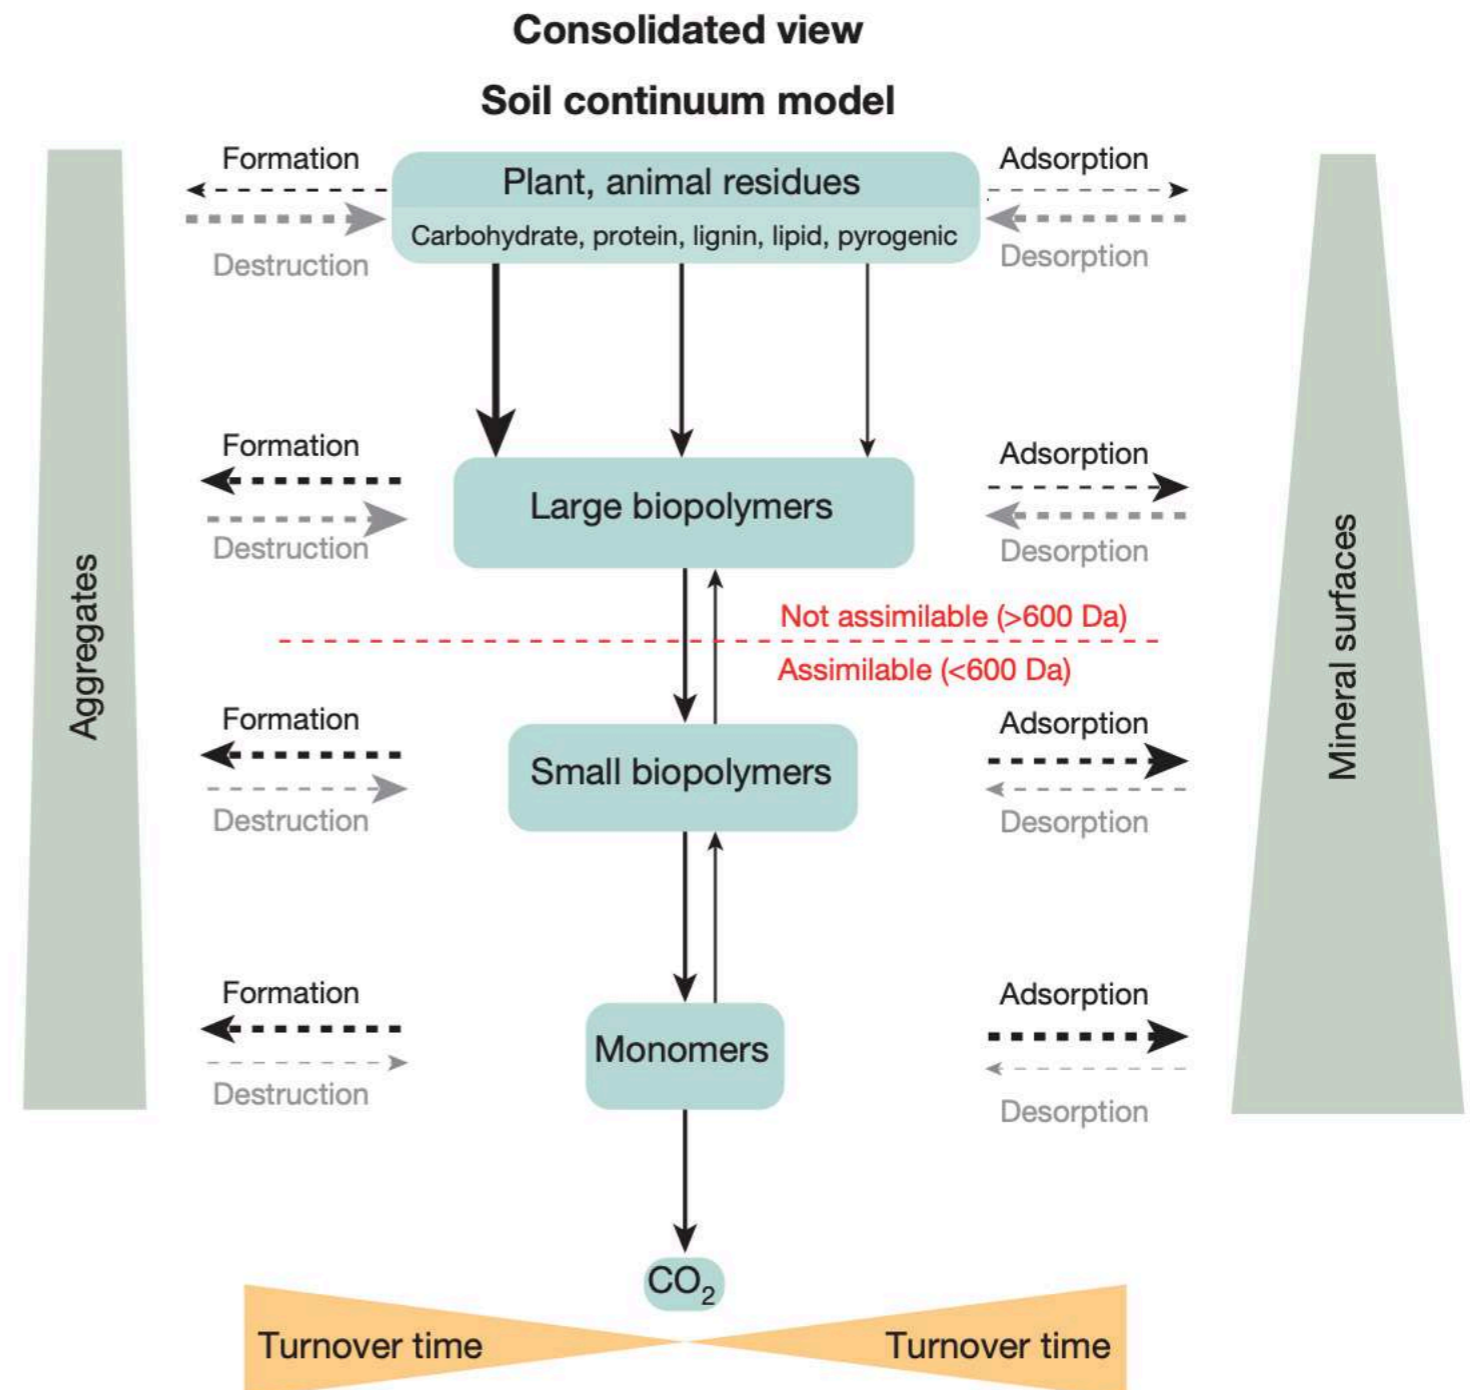 Consolidated view
Soil continuum model
Formation
Plant, animal residues
Adsorption
Destruction
Carbohydrate, protein, lignin, lipid, pyrogenic
Desorption
Formation
Adsorption
Large biopolymers
Destruction
Desorption
Not assimilable (>600 Da)
Assimilable (<600 Da)
Aggregates
Mineral surfaces
Formation
Adsorption
Small biopolymers
Destruction
Desorption
Formation
Adsorption
Monomers
Destruction
Desorption
CO₂
Turnover time
Turnover time